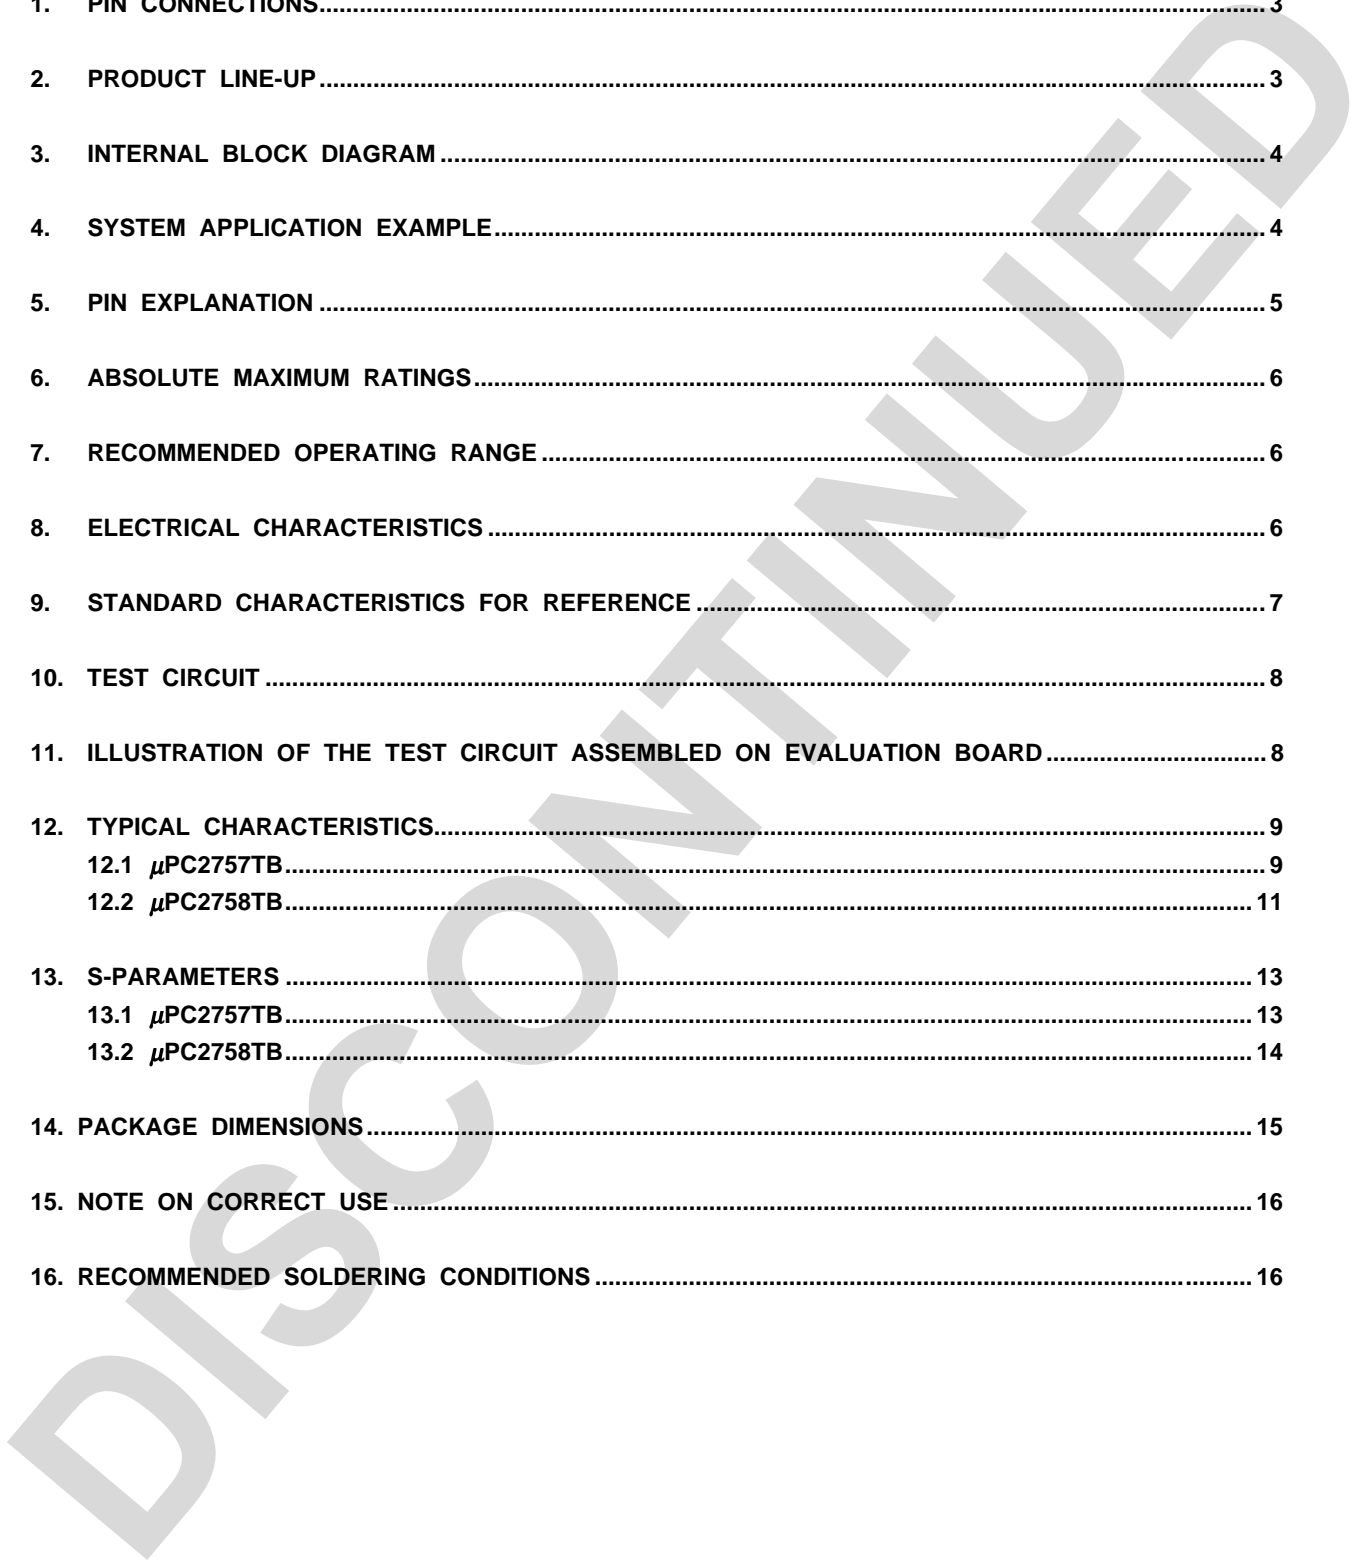 1. PIN CONNECTIONS ... 3
2. PRODUCT LINE-UP ... 3
3. INTERNAL BLOCK DIAGRAM ... 4
4. SYSTEM APPLICATION EXAMPLE ... 4
5. PIN EXPLANATION ... 5
6. ABSOLUTE MAXIMUM RATINGS ... 6
7. RECOMMENDED OPERATING RANGE ... 6
8. ELECTRICAL CHARACTERISTICS ... 6
9. STANDARD CHARACTERISTICS FOR REFERENCE ... 7
10. TEST CIRCUIT ... 8
11. ILLUSTRATION OF THE TEST CIRCUIT ASSEMBLED ON EVALUATION BOARD ... 8
12. TYPICAL CHARACTERISTICS ... 9
12.1 μPC2757TB ... 9
12.2 μPC2758TB ... 11
13. S-PARAMETERS ... 13
13.1 μPC2757TB ... 13
13.2 μPC2758TB ... 14
14. PACKAGE DIMENSIONS ... 15
15. NOTE ON CORRECT USE ... 16
16. RECOMMENDED SOLDERING CONDITIONS ... 16
DISCONTINUED